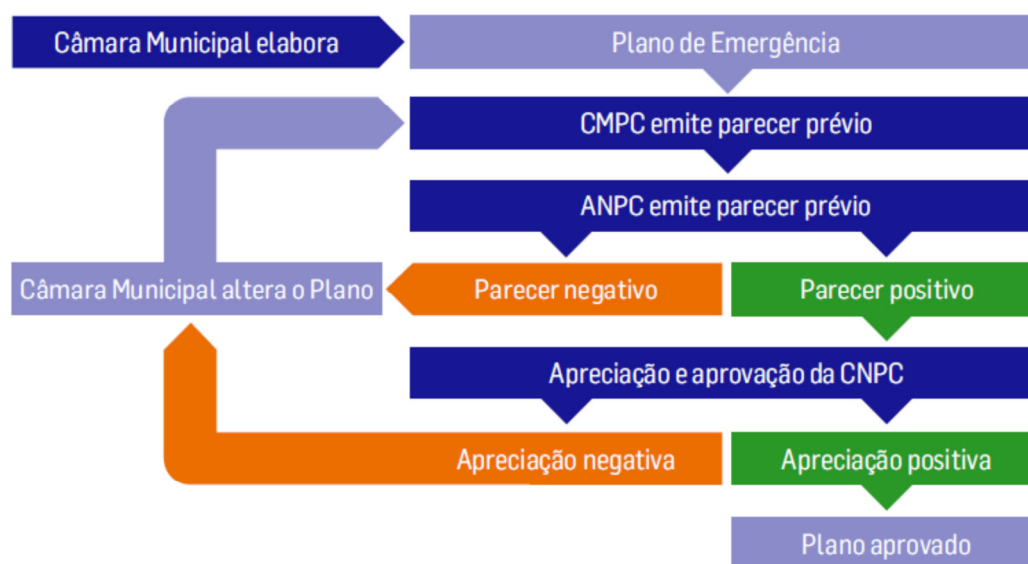 Câmara Municipal elabora
Plano de Emergência
CMPC emite parecer prévio
ANPC emite parecer prévio
Câmara Municipal altera o Plano
Parecer negativo
Parecer positivo
Apreciação e aprovação da CNPC
Apreciação negativa
Apreciação positiva
Plano aprovado